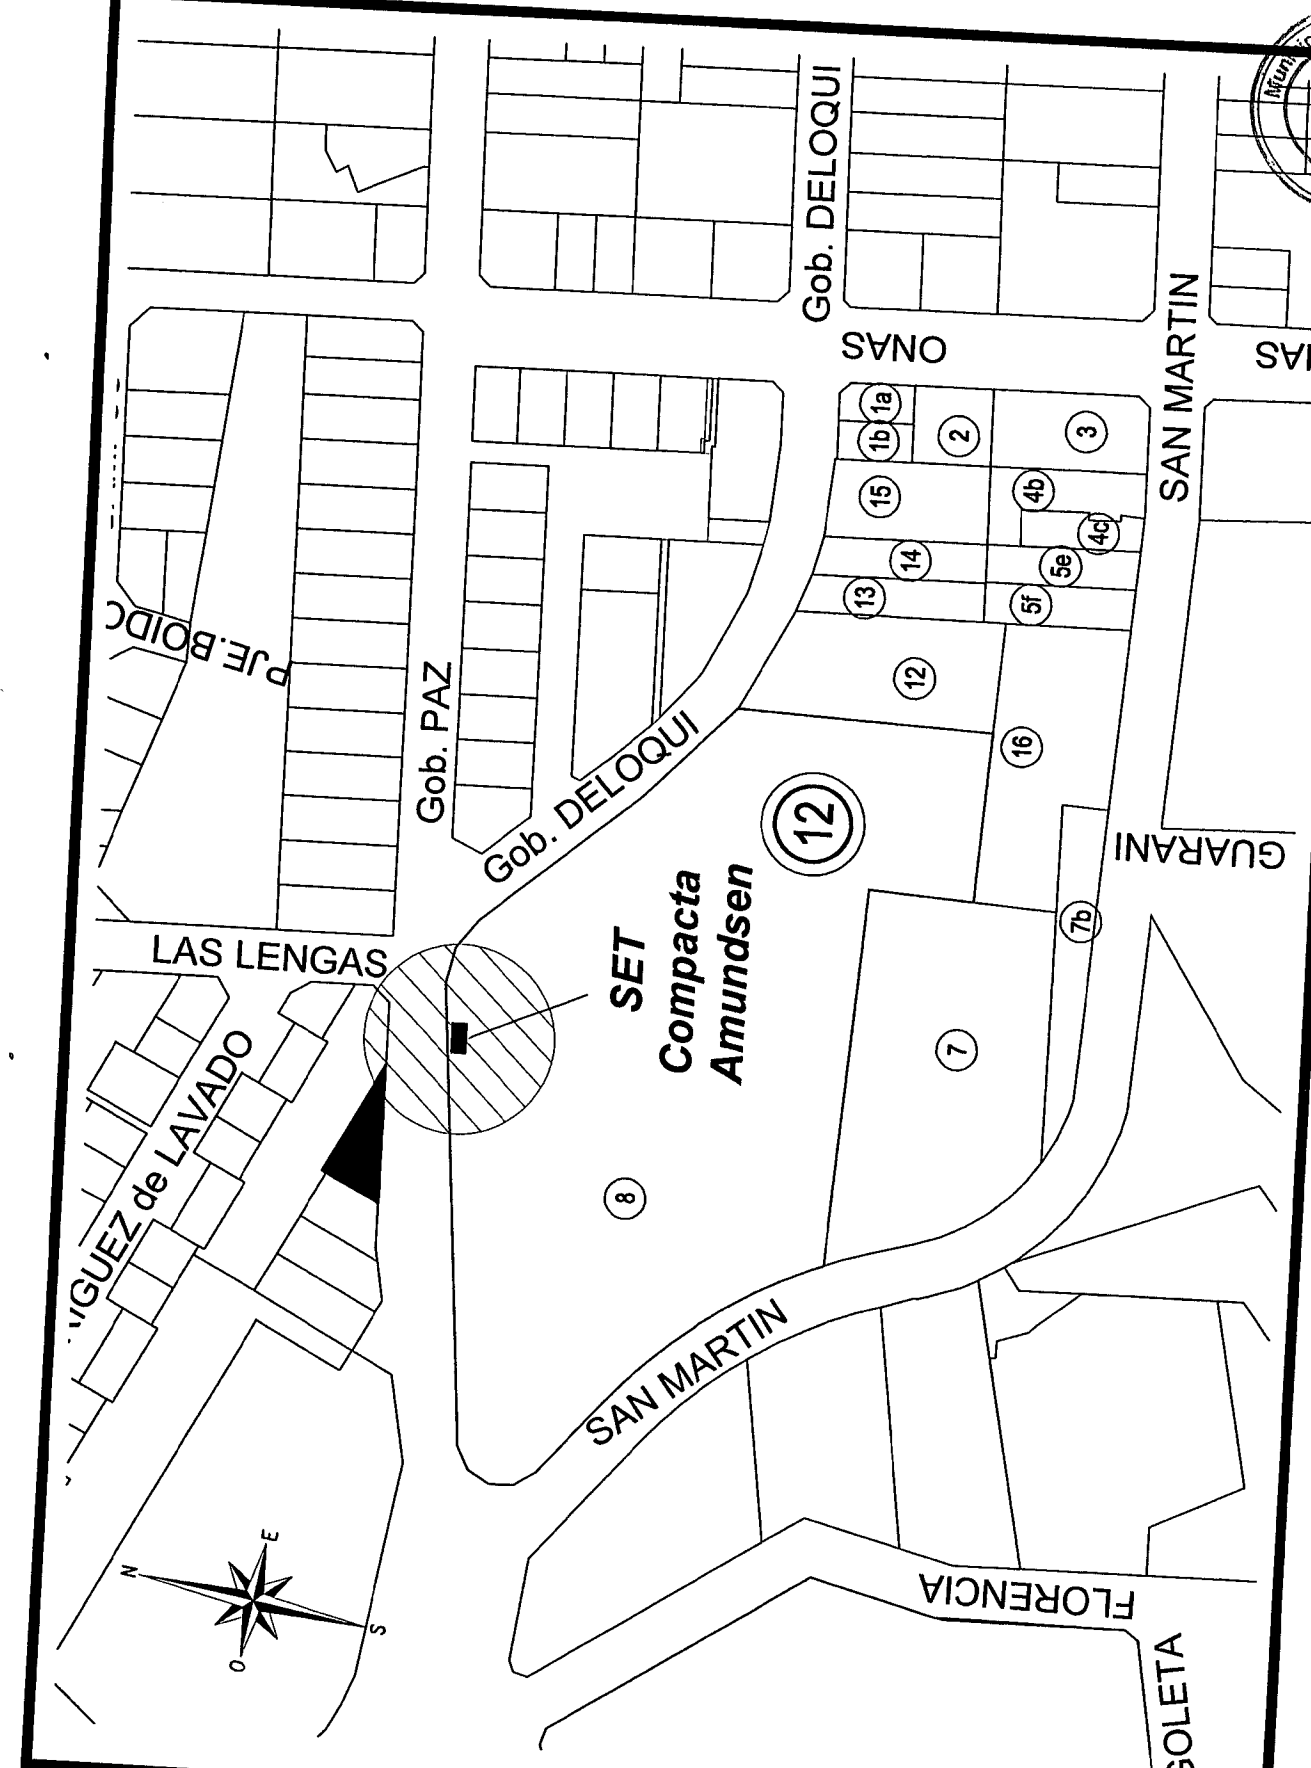 Gob. DELOQUI
ONAS
SAN MARTIN
PJE. BOIDO
Gob. PAZ
Gob. DELOQUI
LAS LENGAS
de LAVADO
SET
Compacta
Amundsen
12
1a
1b
2
3
15
4b
4c
14
5e
13
5f
12
16
7b
7
8
GUARANI
SAN MARTIN
FLORENCIA
GOLETA
N
E
S
O